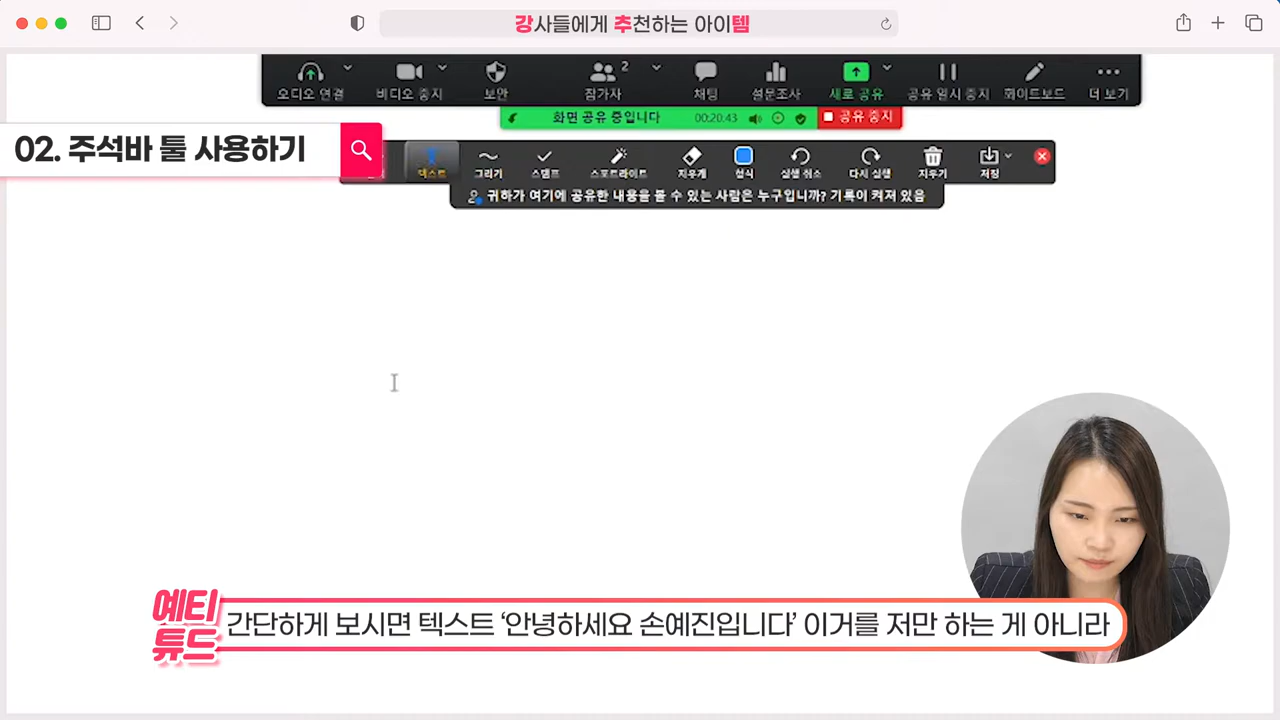 강사들에게 추천하는 아이템
오디오 연결 비디오 중지 보안 참가자 2 채팅 설문조사 새로 공유 공유 일시 중지 화이트보드 더 보기
화면 공유 중입니다 00:20:43 공유 중지
02. 주석바 툴 사용하기
텍스트 그리기 스탬프 스포트라이트 지우개 형식 실행 취소 다시 실행 지우기 저장
귀하가 여기에 공유한 내용을 볼 수 있는 사람은 누구입니까? 기록이 켜져 있음
예티튜드
간단하게 보시면 텍스트 ‘안녕하세요 손예진입니다’ 이거를 저만 하는 게 아니라